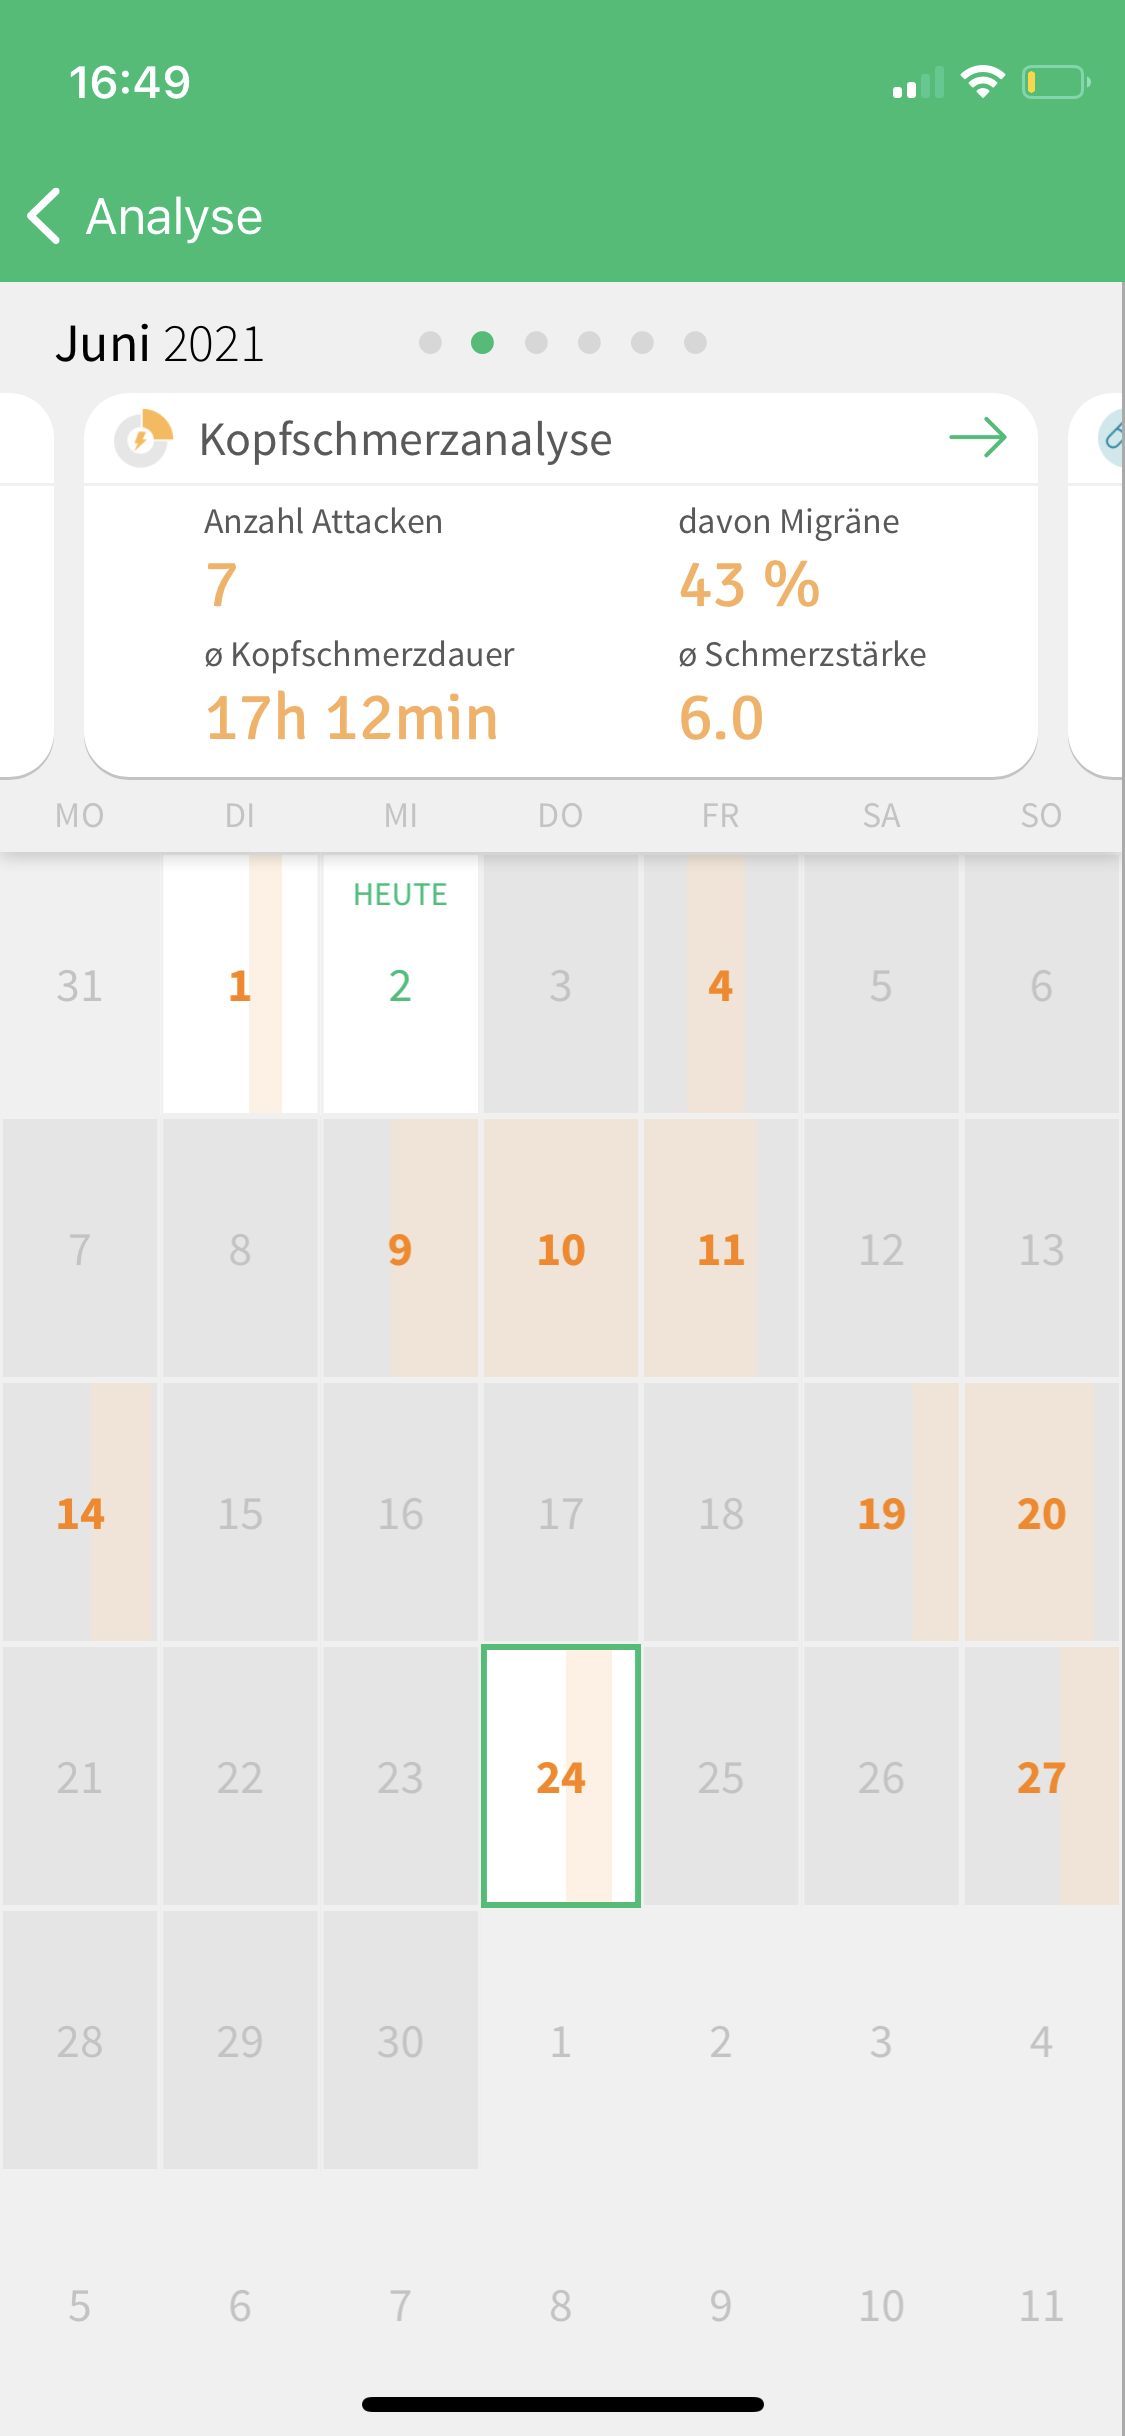 16:49
Analyse
Juni 2021
Kopfschmerzanalyse
Anzahl Attacken davon Migräne
7 43 %
ø Kopfschmerzdauer ø Schmerzstärke
17h 12min 6.0
MO DI MI DO FR SA SO
HEUTE
31 1 2 3 4 5 6
7 8 9 10 11 12 13
14 15 16 17 18 19 20
21 22 23 24 25 26 27
28 29 30 1 2 3 4
5 6 7 8 9 10 11